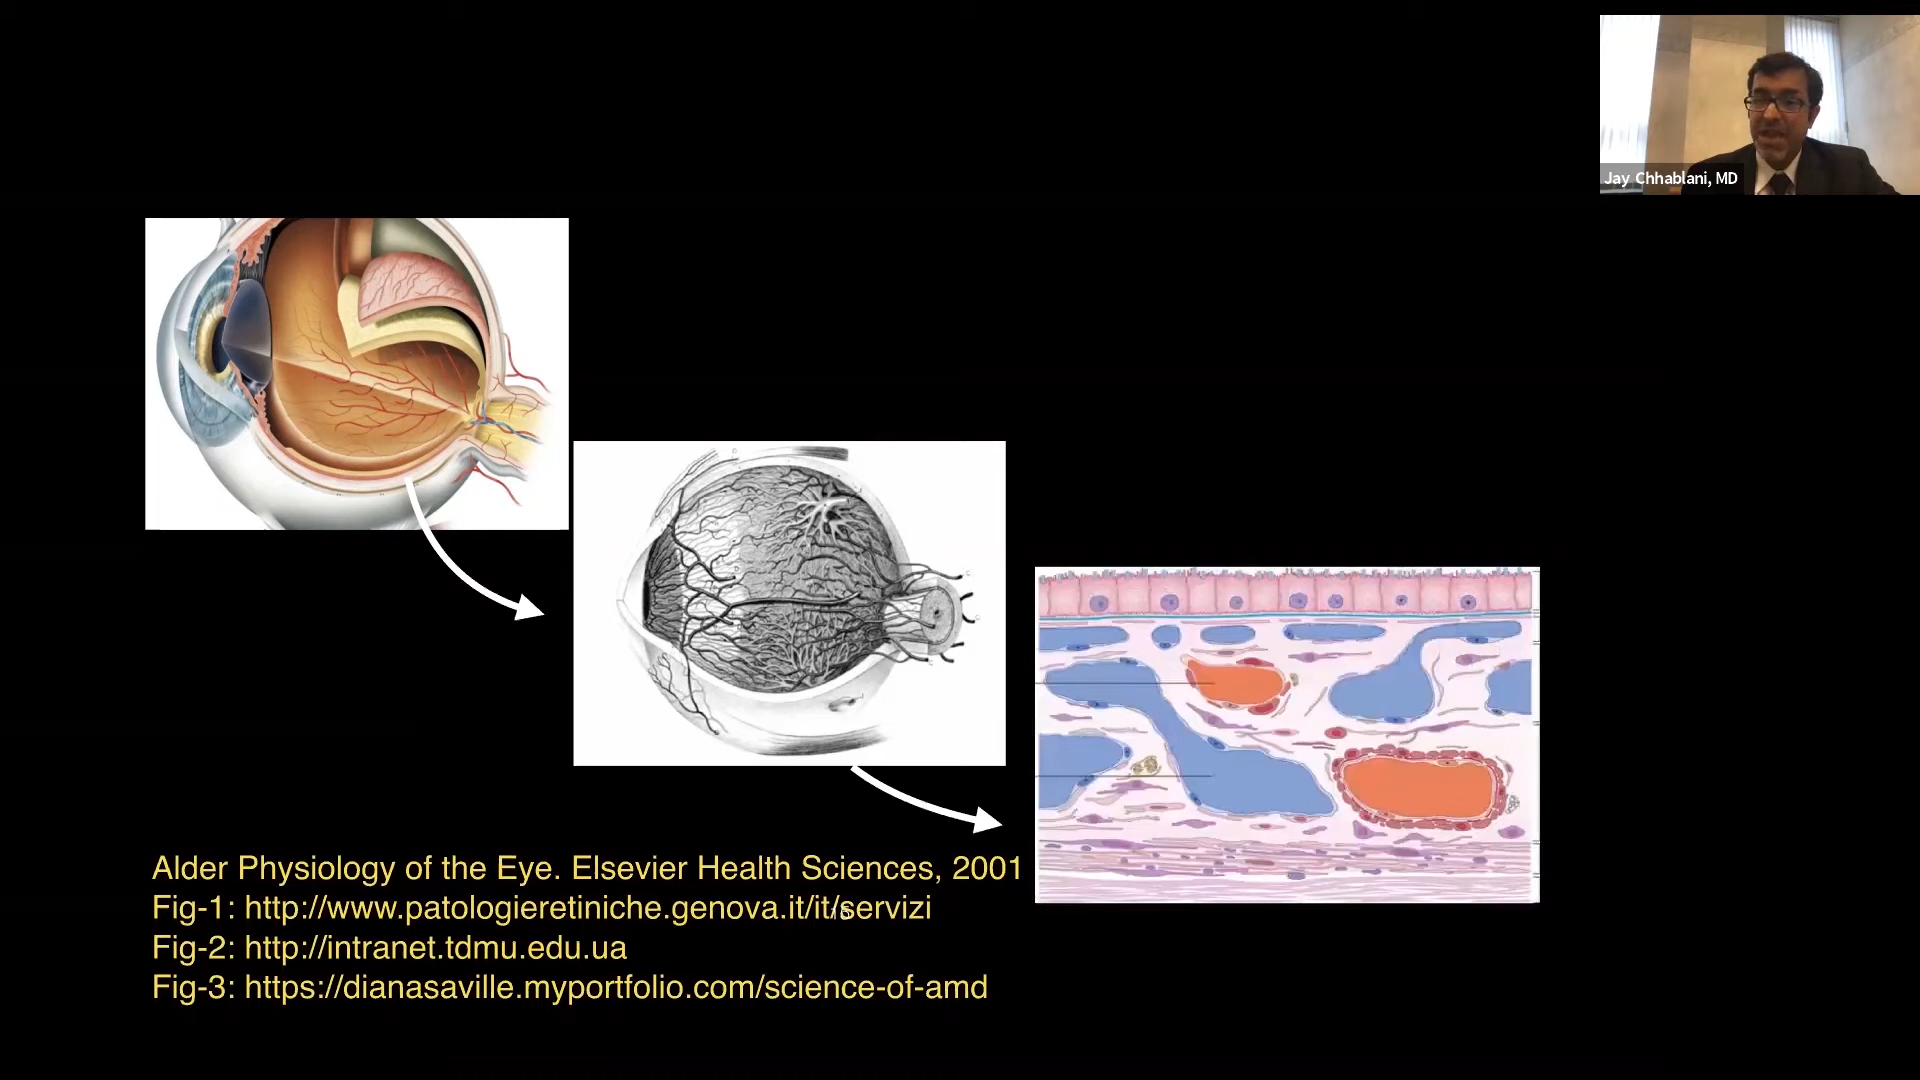 Jay Chhablani, MD
Alder Physiology of the Eye. Elsevier Health Sciences, 2001
Fig-1: http://www.patologieretiniche.genova.it/it/servizi
Fig-2: http://intranet.tdmu.edu.ua
Fig-3: https://dianasaville.myportfolio.com/science-of-amd